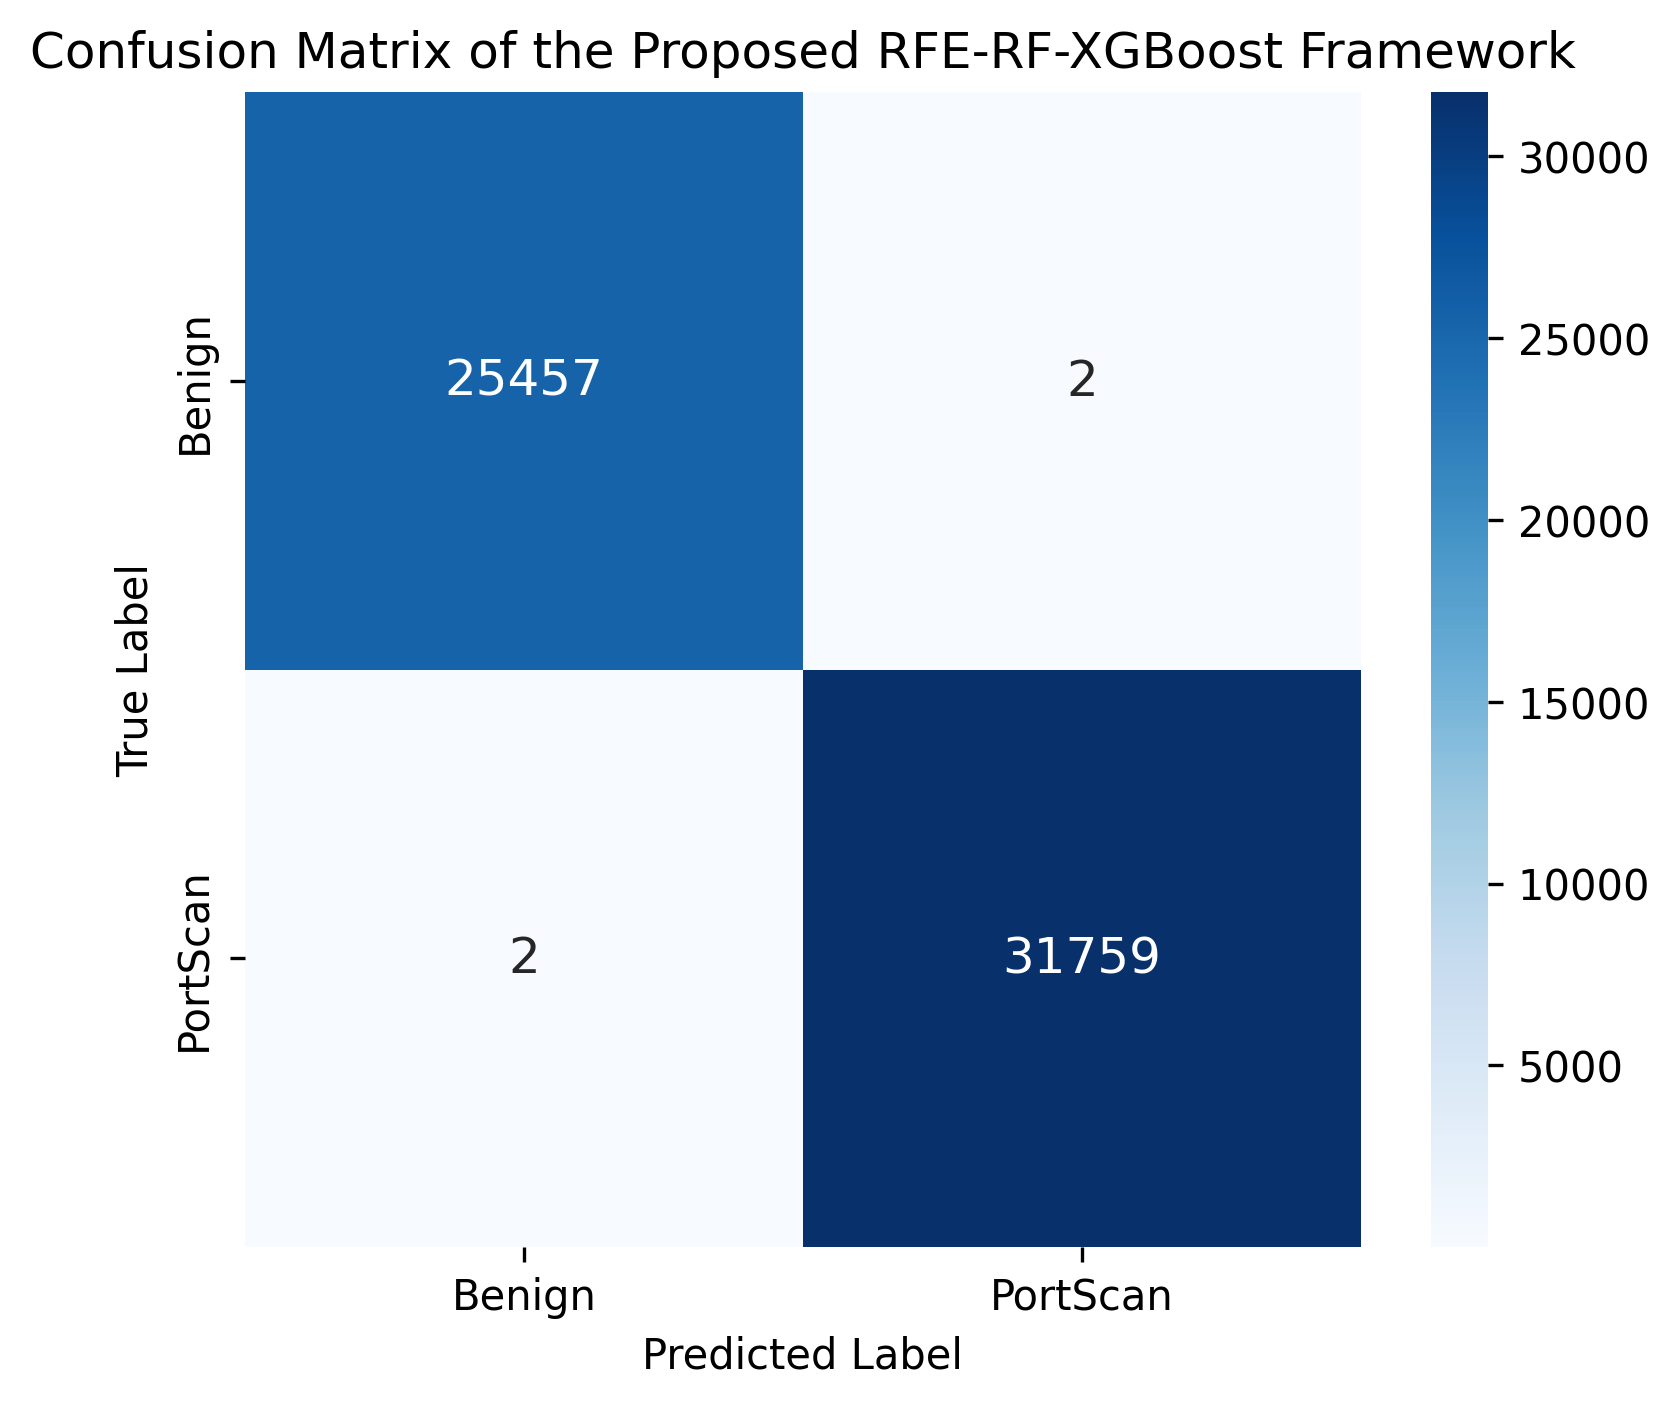 Confusion Matrix of the Proposed RFE-RF-XGBoost Framework
True Label
Benign
25457
2
PortScan
2
31759
Benign
PortScan
Predicted Label
30000
25000
20000
15000
10000
5000